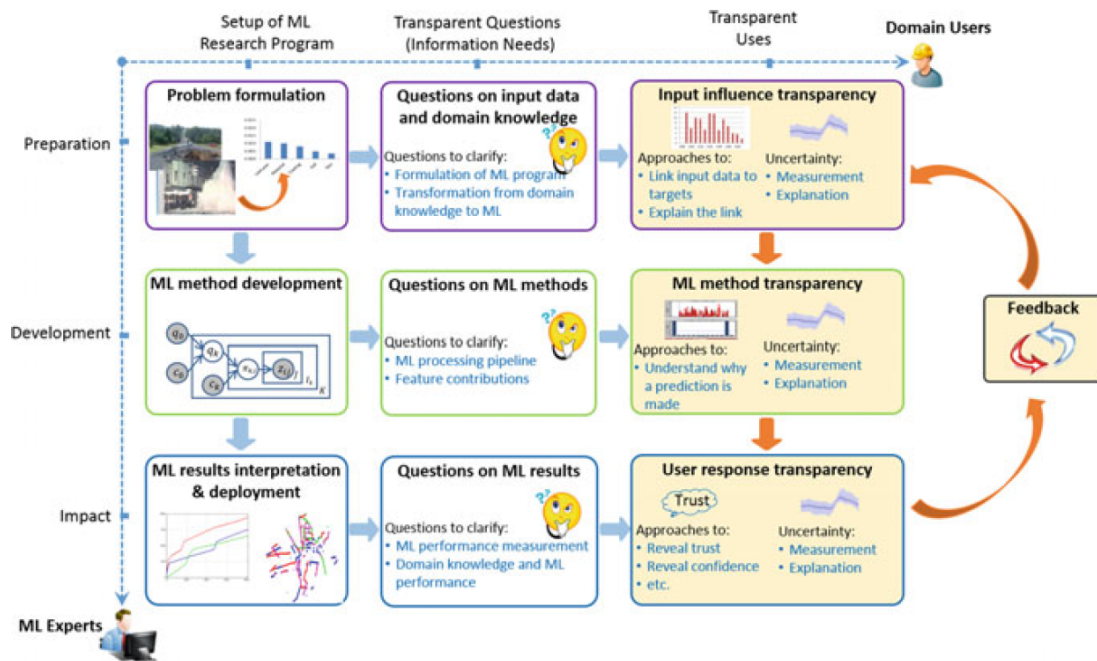 Setup of ML
Research Program
Transparent Questions
(Information Needs)
Transparent
Uses
Domain Users
Preparation
Problem formulation
Questions on input data
and domain knowledge
Questions to clarify:
• Formulation of ML program
• Transformation from domain
knowledge to ML
Input influence transparency
Approaches to:
• Link input data to
targets
• Explain the link
Uncertainty:
• Measurement
• Explanation
Development
ML method development
Questions on ML methods
Questions to clarify:
• ML processing pipeline
• Feature contributions
ML method transparency
Approaches to:
• Understand why
a prediction is
made
Uncertainty:
• Measurement
• Explanation
Feedback
Impact
ML results interpretation
& deployment
Questions on ML results
Questions to clarify:
• ML performance measurement
• Domain knowledge and ML
performance
User response transparency
Trust
Approaches to:
• Reveal trust
• Reveal confidence
• etc.
Uncertainty:
• Measurement
• Explanation
ML Experts